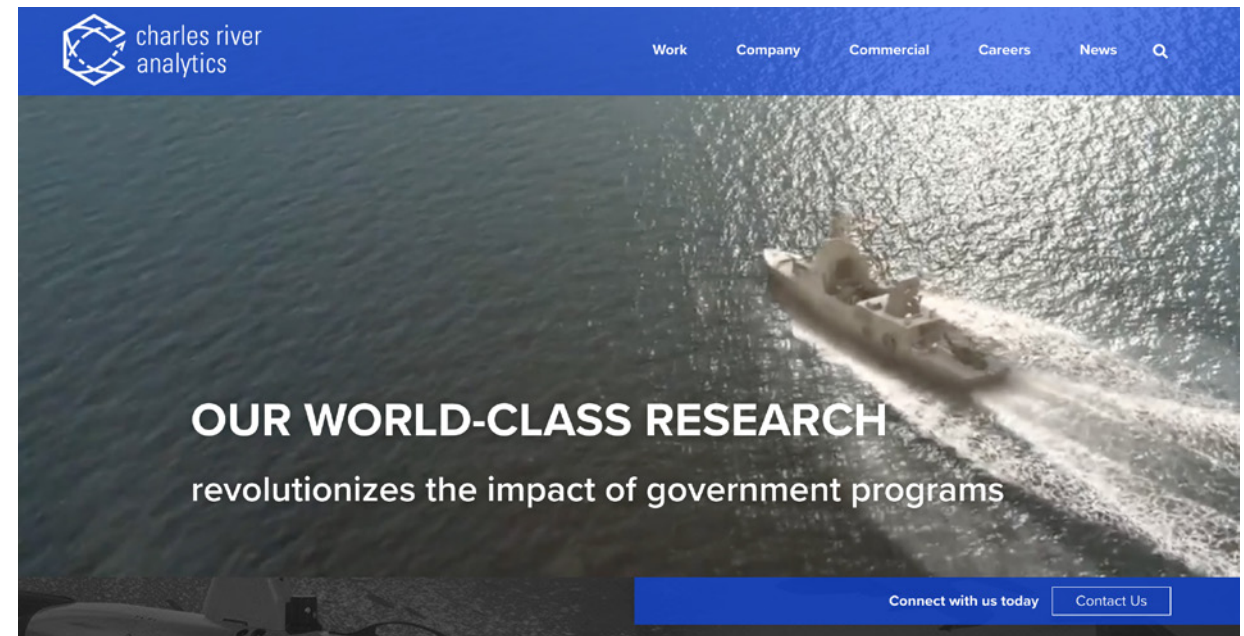 charles river
analytics
Work Company Commercial Careers News
OUR WORLD-CLASS RESEARCH
revolutionizes the impact of government programs
Connect with us today Contact Us